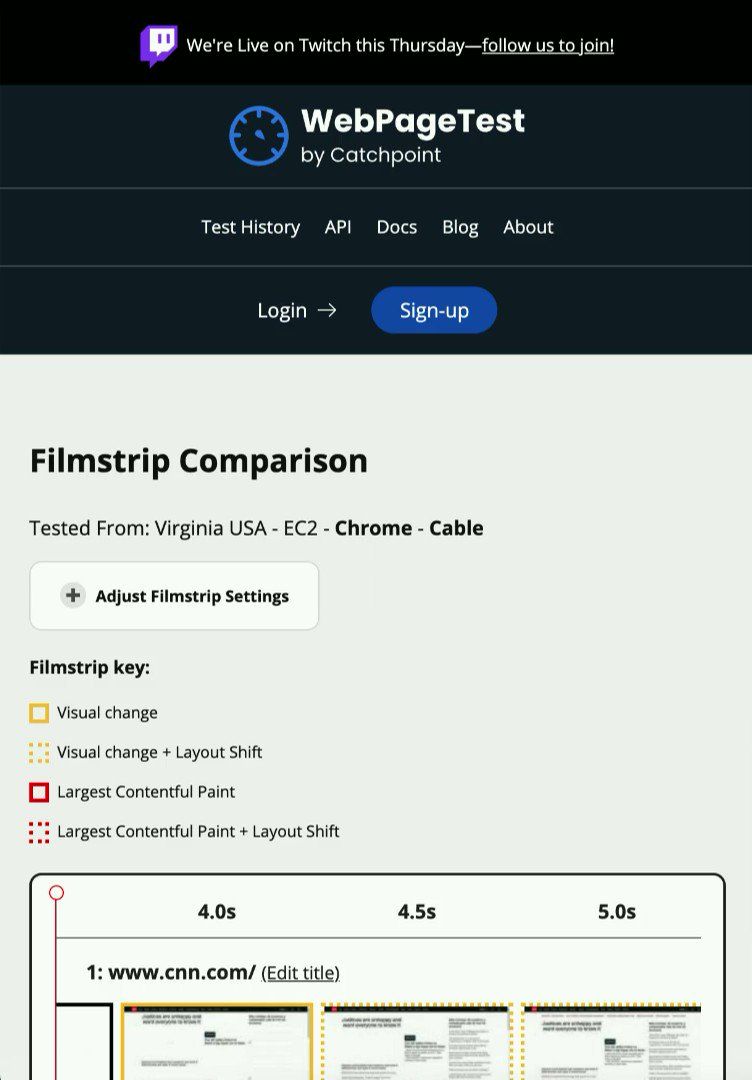 We're Live on Twitch this Thursday—follow us to join!
WebPageTest
by Catchpoint
Test History API Docs Blog About
Login → Sign-up
Filmstrip Comparison
Tested From: Virginia USA - EC2 - Chrome - Cable
+ Adjust Filmstrip Settings
Filmstrip key:
Visual change
Visual change + Layout Shift
Largest Contentful Paint
Largest Contentful Paint + Layout Shift
4.0s 4.5s 5.0s
1: www.cnn.com/ (Edit title)